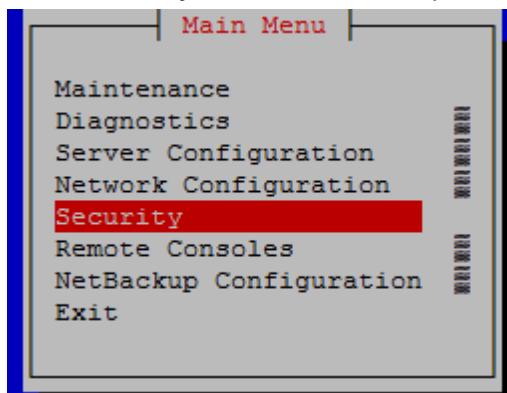 Main Menu
Maintenance
Diagnostics
Server Configuration
Network Configuration
Security
Remote Consoles
NetBackup Configuration
Exit